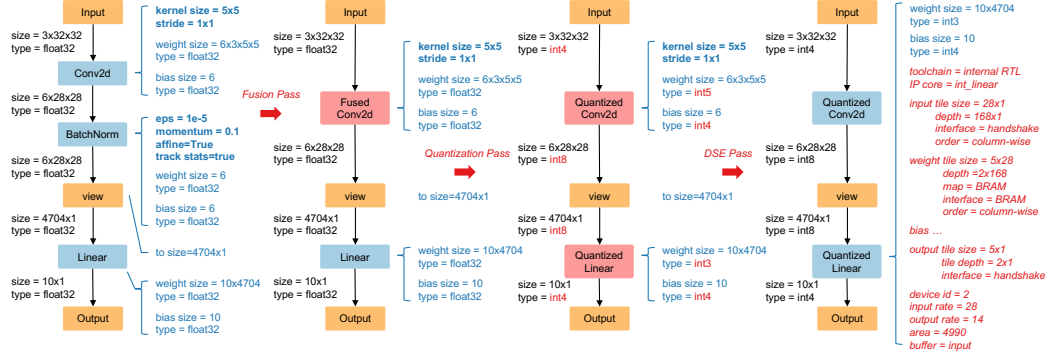 Input
size = 3x32x32
type = float32
Conv2d
size = 6x28x28
type = float32
BatchNorm
size = 6x28x28
type = float32
view
size = 4704x1
type = float32
Linear
size = 10x1
type = float32
Output
kernel size = 5x5
stride = 1x1
weight size = 6x3x5x5
type = float32
bias size = 6
type = float32
eps = 1e-5
momentum = 0.1
affine=True
track stats=true
weight size = 6
type = float32
bias size = 6
type = float32
to size=4704x1
weight size = 10x4704
type = float32
bias size = 10
type = float32
Fusion Pass
Input
size = 3x32x32
type = float32
Fused
Conv2d
size = 6x28x28
type = float32
view
size = 4704x1
type = float32
Linear
size = 10x1
type = float32
Output
kernel size = 5x5
stride = 1x1
weight size = 6x3x5x5
type = float32
bias size = 6
type = float32
Quantization Pass
to size=4704x1
weight size = 10x4704
type = float32
bias size = 10
type = float32
Input
size = 3x32x32
type = int4
Quantized
Conv2d
size = 6x28x28
type = int8
view
size = 4704x1
type = int8
Quantized
Linear
size = 10x1
type = int4
Output
kernel size = 5x5
stride = 1x1
weight size = 6x3x5x5
type = int5
bias size = 6
type = int4
DSE Pass
to size=4704x1
weight size = 10x4704
type = int3
bias size = 10
type = int4
Input
size = 3x32x32
type = int4
Quantized
Conv2d
size = 6x28x28
type = int8
view
size = 4704x1
type = int8
Quantized
Linear
size = 10x1
type = int4
Output
weight size = 10x4704
type = int3
bias size = 10
type = int4
toolchain = internal RTL
IP core = int_linear
input tile size = 28x1
depth = 168x1
interface = handshake
order = column-wise
weight tile size = 5x28
depth =2x168
map = BRAM
interface = BRAM
order = column-wise
bias ...
output tile size = 5x1
tile depth = 2x1
interface = handshake
device id = 2
input rate = 28
output rate = 14
area = 4990
buffer = input